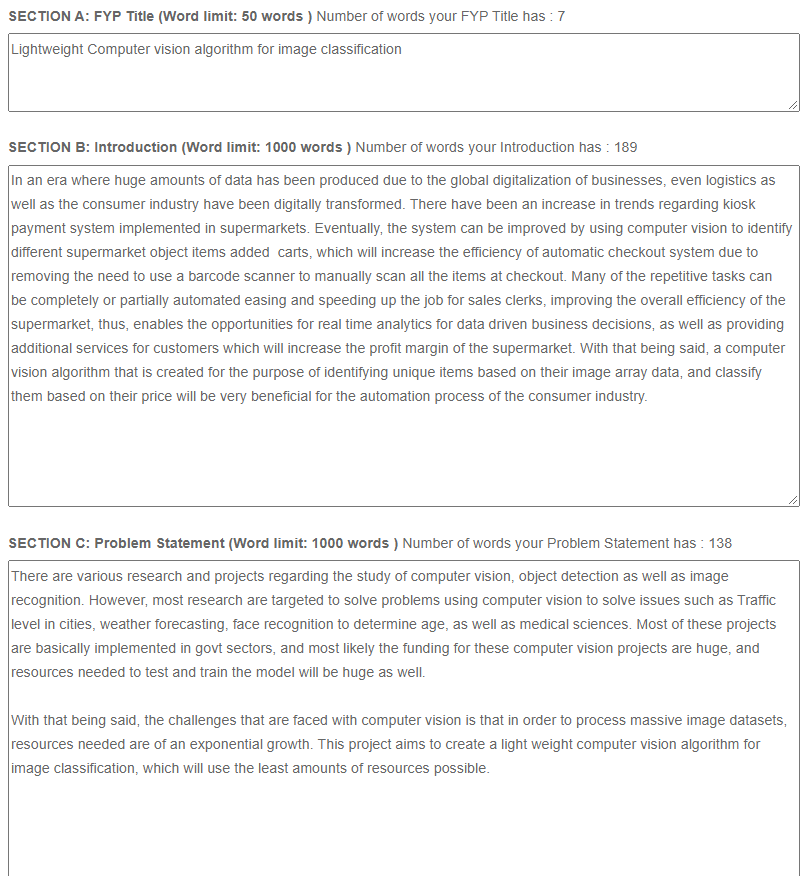 SECTION A: FYP Title (Word limit: 50 words ) Number of words your FYP Title has : 7
Lightweight Computer vision algorithm for image classification
SECTION B: Introduction (Word limit: 1000 words ) Number of words your Introduction has : 189
In an era where huge amounts of data has been produced due to the global digitalization of businesses, even logistics as
well as the consumer industry have been digitally transformed. There have been an increase in trends regarding kiosk
payment system implemented in supermarkets. Eventually, the system can be improved by using computer vision to identify
different supermarket object items added  carts, which will increase the efficiency of automatic checkout system due to
removing the need to use a barcode scanner to manually scan all the items at checkout. Many of the repetitive tasks can
be completely or partially automated easing and speeding up the job for sales clerks, improving the overall efficiency of the
supermarket, thus, enables the opportunities for real time analytics for data driven business decisions, as well as providing
additional services for customers which will increase the profit margin of the supermarket. With that being said, a computer
vision algorithm that is created for the purpose of identifying unique items based on their image array data, and classify
them based on their price will be very beneficial for the automation process of the consumer industry.
SECTION C: Problem Statement (Word limit: 1000 words ) Number of words your Problem Statement has : 138
There are various research and projects regarding the study of computer vision, object detection as well as image
recognition. However, most research are targeted to solve problems using computer vision to solve issues such as Traffic
level in cities, weather forecasting, face recognition to determine age, as well as medical sciences. Most of these projects
are basically implemented in govt sectors, and most likely the funding for these computer vision projects are huge, and
resources needed to test and train the model will be huge as well.
With that being said, the challenges that are faced with computer vision is that in order to process massive image datasets,
resources needed are of an exponential growth. This project aims to create a light weight computer vision algorithm for
image classification, which will use the least amounts of resources possible.